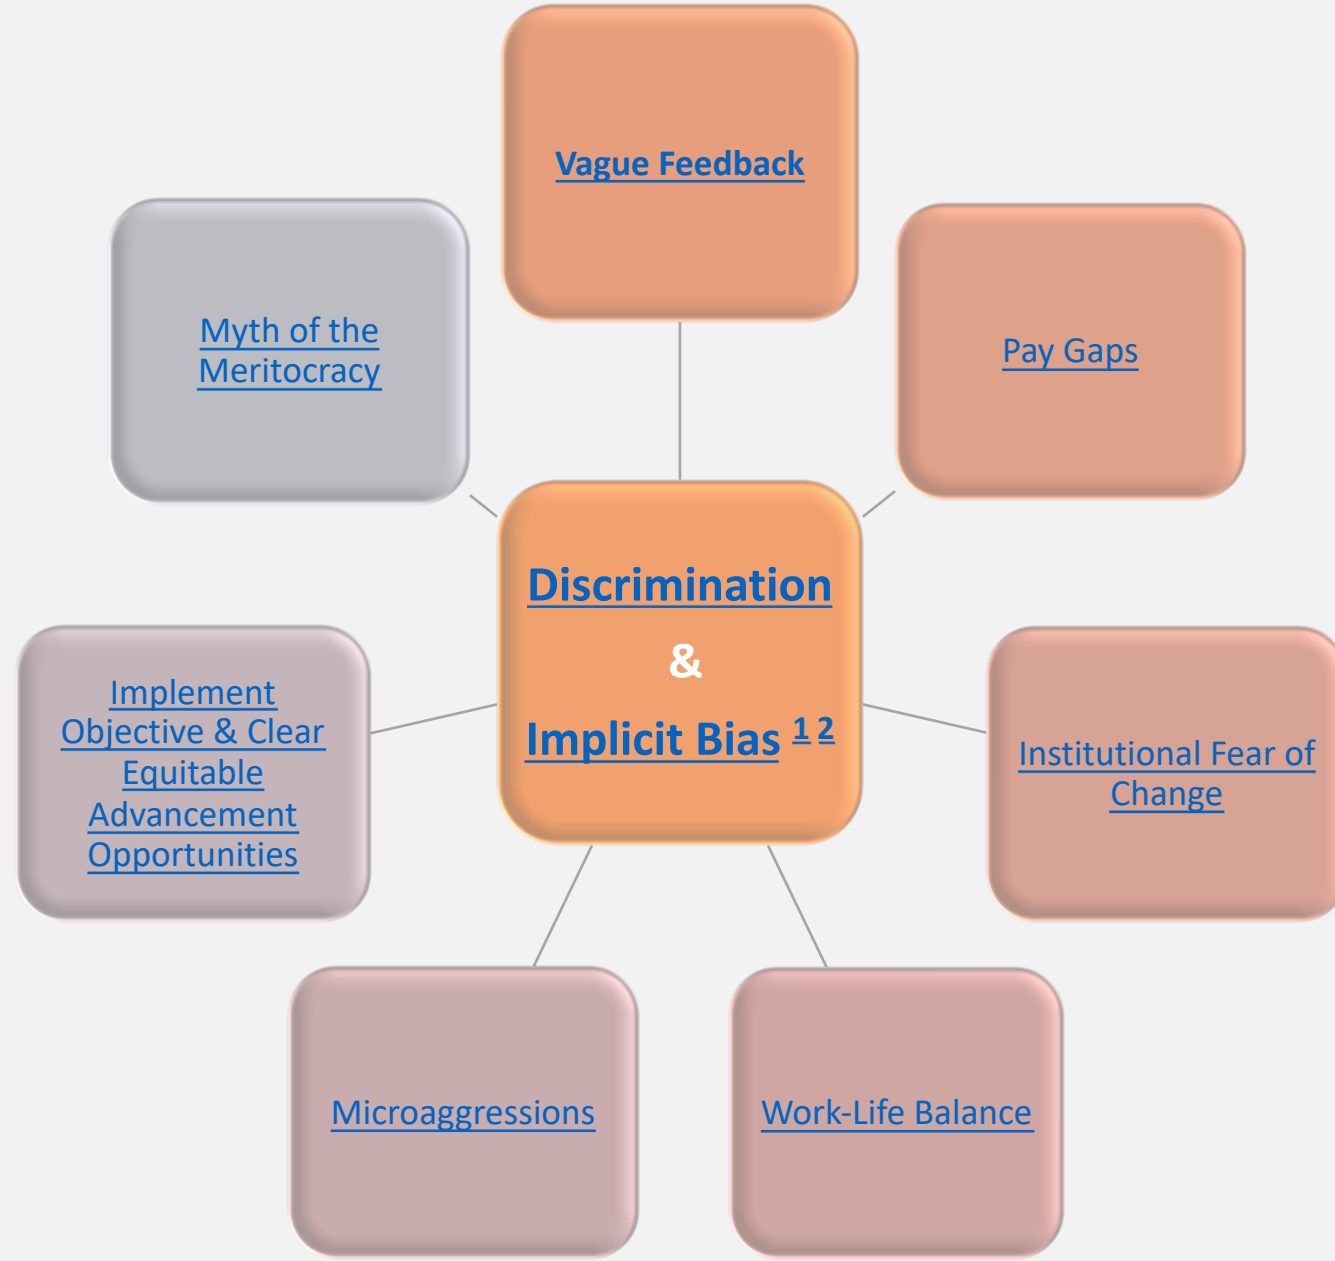 Vague Feedback
Myth of the
Meritocracy
Pay Gaps
Discrimination
&
Implicit Bias 1 2
Implement
Objective & Clear
Equitable
Advancement
Opportunities
Institutional Fear of
Change
Microaggressions
Work-Life Balance